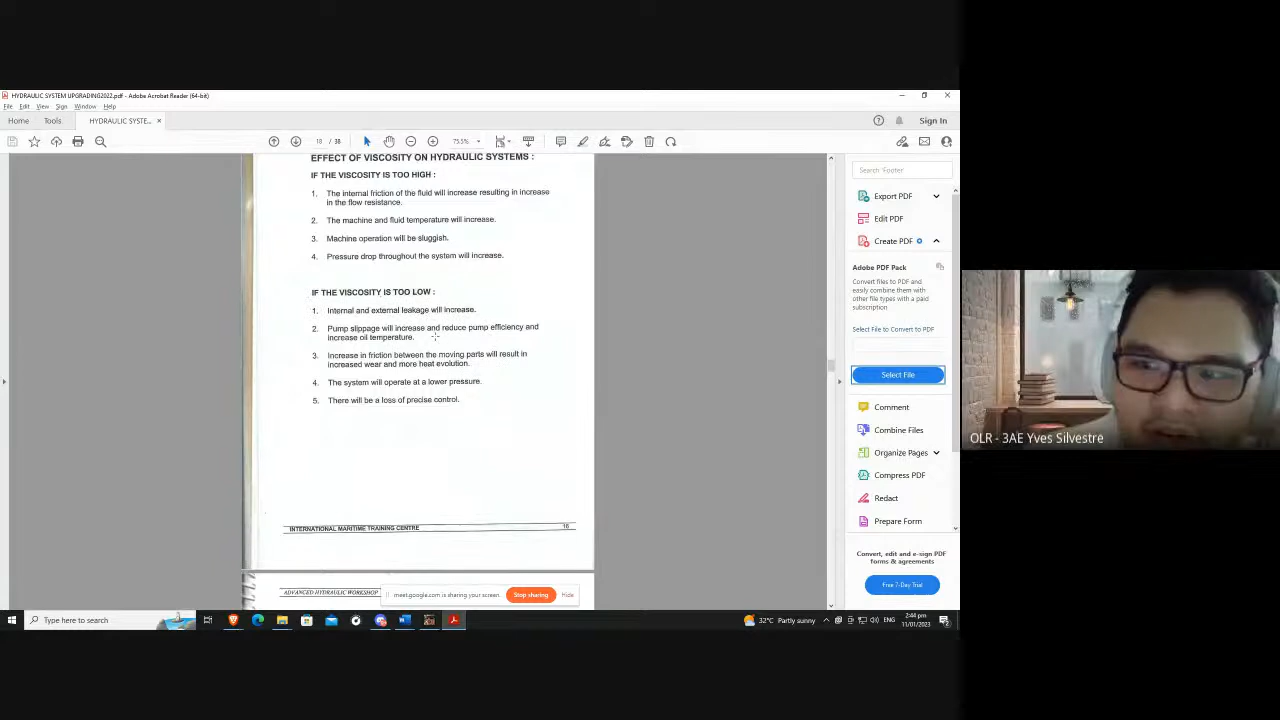 HYDRAULIC SYSTEM UPGRADING2022.pdf - Adobe Acrobat Reader (64-bit)
File Edit View Sign Window Help
Home Tools HYDRAULIC SYSTE... × Sign In
18 / 38 75.5%
EFFECT OF VISCOSITY ON HYDRAULIC SYSTEMS :
IF THE VISCOSITY IS TOO HIGH :
1. The internal friction of the fluid will increase resulting in increase
in the flow resistance.
2. The machine and fluid temperature will increase.
3. Machine operation will be sluggish.
4. Pressure drop throughout the system will increase.
IF THE VISCOSITY IS TOO LOW :
1. Internal and external leakage will increase.
2. Pump slippage will increase and reduce pump efficiency and
increase oil temperature.
3. Increase in friction between the moving parts will result in
increased wear and more heat evolution.
4. The system will operate at a lower pressure.
5. There will be a loss of precise control.
INTERNATIONAL MARITIME TRAINING CENTRE
ADVANCED HYDRAULIC WORKSHOP
meet.google.com is sharing your screen. Stop sharing Hide
Search 'Footer'
Export PDF
Edit PDF
Create PDF
Adobe PDF Pack
Convert files to PDF and
easily combine them with
other file types with a paid
subscription
Select File to Convert to PDF
Select File
Comment
Combine Files
Organize Pages
Compress PDF
Redact
Prepare Form
Convert, edit and e-sign PDF
forms & agreements
Free 7-Day Trial
OLR - 3AE Yves Silvestre
Type here to search
32°C Partly sunny
ENG
2:44 pm
11/01/2023